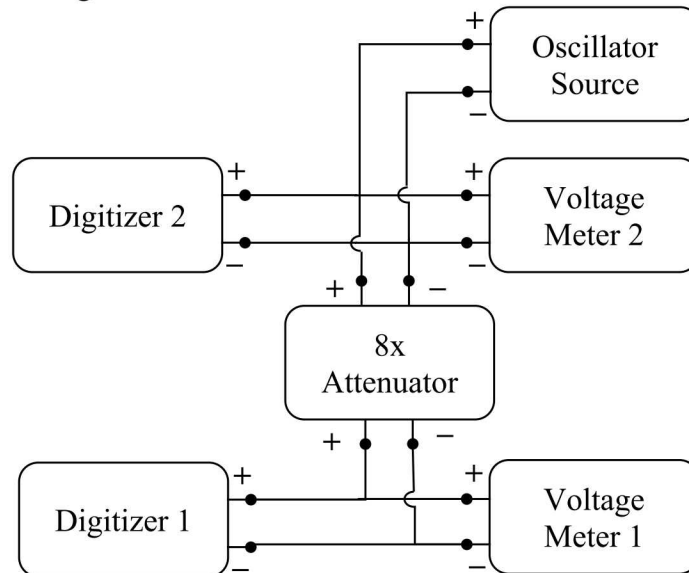 +
Oscillator
Source
−
+
+
Digitizer 2
Voltage
Meter 2
−
−
+
−
8x
Attenuator
+
−
+
+
Digitizer 1
Voltage
Meter 1
−
−